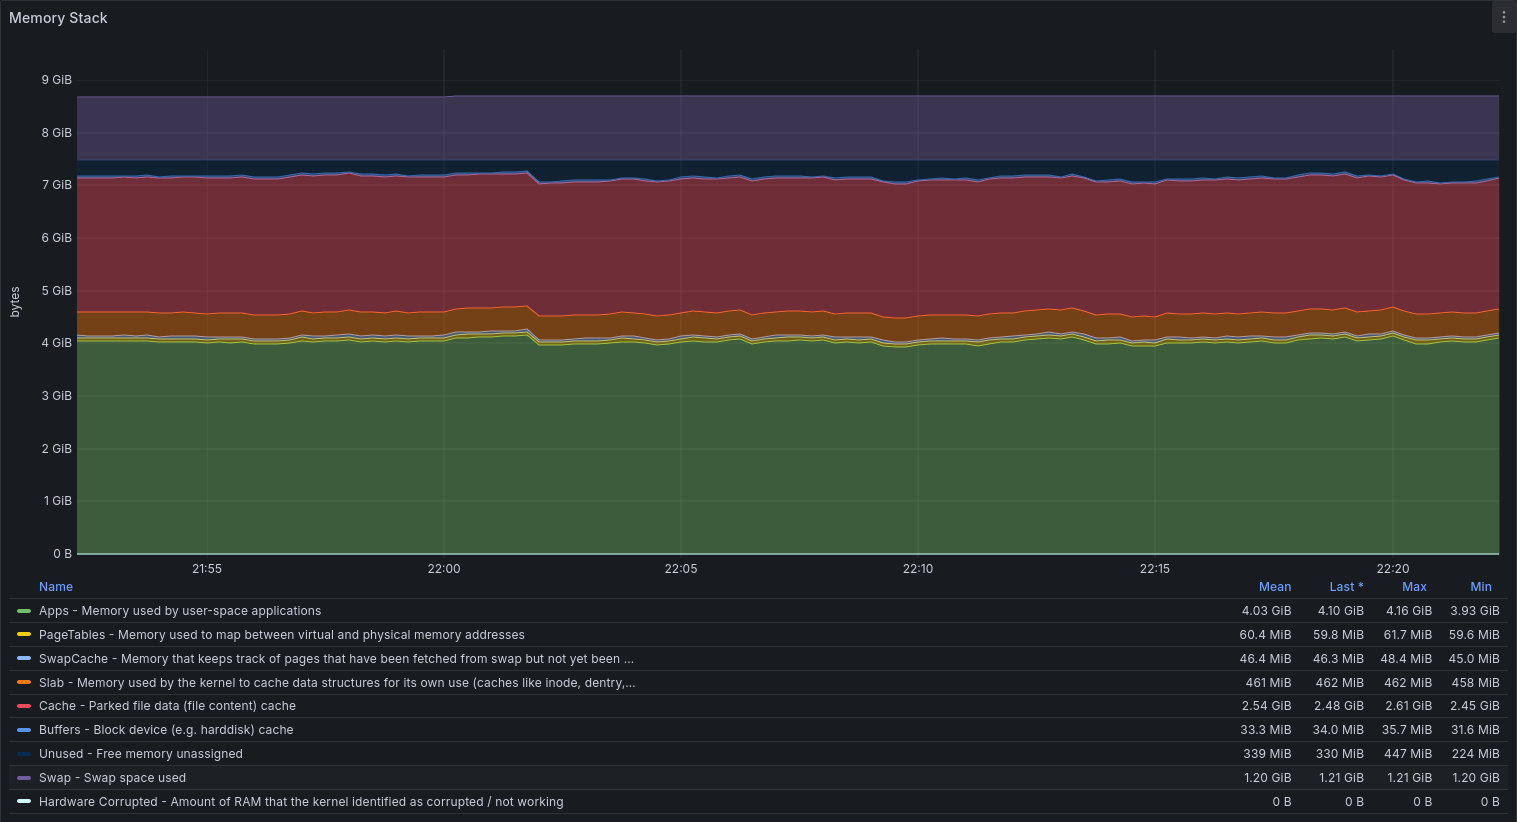 Memory Stack
9 GiB
8 GiB
7 GiB
6 GiB
5 GiB
4 GiB
3 GiB
2 GiB
1 GiB
0 B
bytes
21:55 22:00 22:05 22:10 22:15 22:20
Name Mean Last * Max Min
Apps - Memory used by user-space applications 4.03 GiB 4.10 GiB 4.16 GiB 3.93 GiB
PageTables - Memory used to map between virtual and physical memory addresses 60.4 MiB 59.8 MiB 61.7 MiB 59.6 MiB
SwapCache - Memory that keeps track of pages that have been fetched from swap but not yet been ... 46.4 MiB 46.3 MiB 48.4 MiB 45.0 MiB
Slab - Memory used by the kernel to cache data structures for its own use (caches like inode, dentry,... 461 MiB 462 MiB 462 MiB 458 MiB
Cache - Parked file data (file content) cache 2.54 GiB 2.48 GiB 2.61 GiB 2.45 GiB
Buffers - Block device (e.g. harddisk) cache 33.3 MiB 34.0 MiB 35.7 MiB 31.6 MiB
Unused - Free memory unassigned 339 MiB 330 MiB 447 MiB 224 MiB
Swap - Swap space used 1.20 GiB 1.21 GiB 1.21 GiB 1.20 GiB
Hardware Corrupted - Amount of RAM that the kernel identified as corrupted / not working 0 B 0 B 0 B 0 B